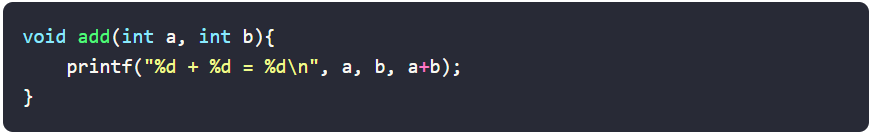 void add(int a, int b){
    printf("%d + %d = %d\n", a, b, a+b);
}